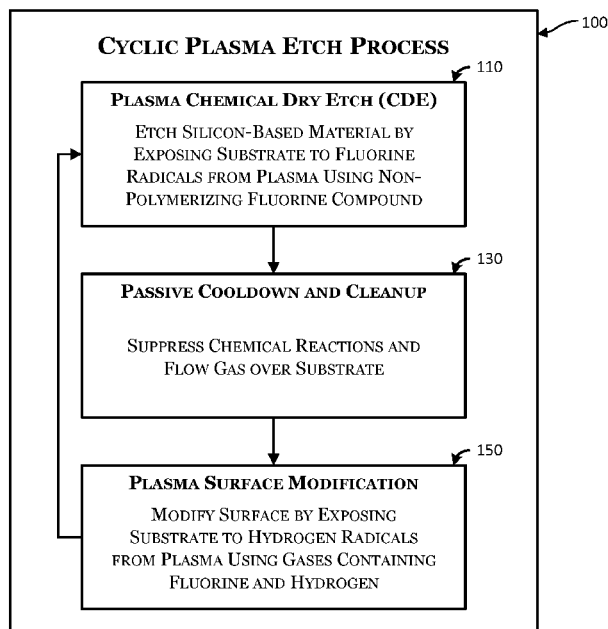 100
CYCLIC PLASMA ETCH PROCESS
110
PLASMA CHEMICAL DRY ETCH (CDE)
ETCH SILICON-BASED MATERIAL BY
EXPOSING SUBSTRATE TO FLUORINE
RADICALS FROM PLASMA USING NON-
POLYMERIZING FLUORINE COMPOUND
130
PASSIVE COOLDOWN AND CLEANUP
SUPPRESS CHEMICAL REACTIONS AND
FLOW GAS OVER SUBSTRATE
150
PLASMA SURFACE MODIFICATION
MODIFY SURFACE BY EXPOSING
SUBSTRATE TO HYDROGEN RADICALS
FROM PLASMA USING GASES CONTAINING
FLUORINE AND HYDROGEN